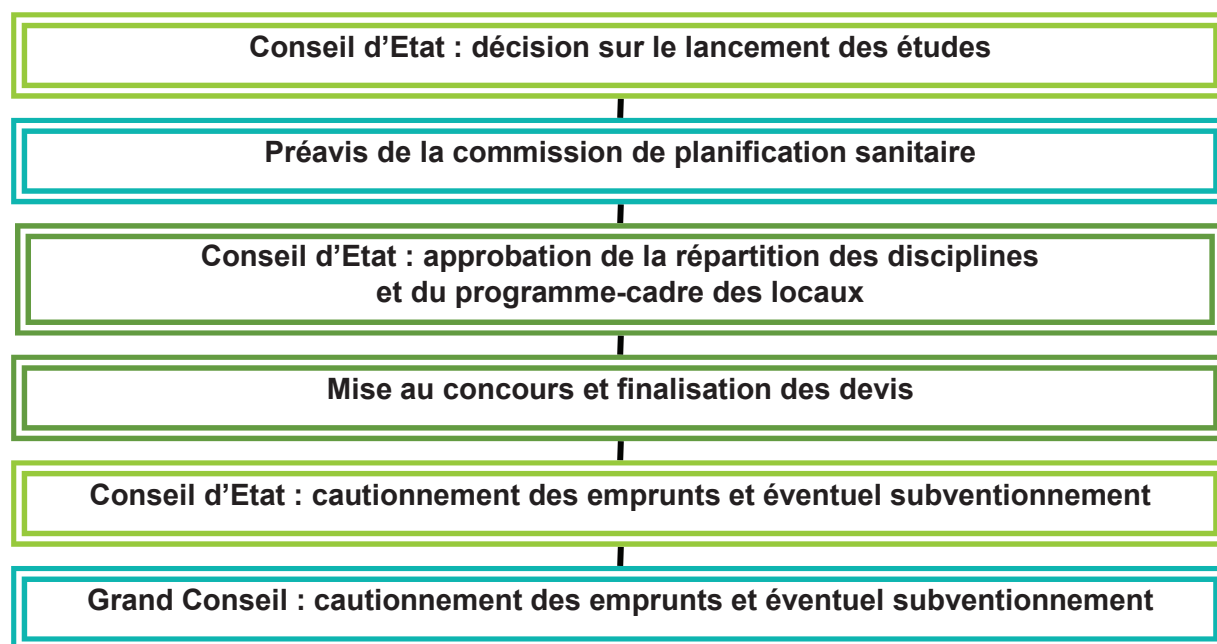 Conseil d’Etat : décision sur le lancement des études
Préavis de la commission de planification sanitaire
Conseil d’Etat : approbation de la répartition des disciplines
et du programme-cadre des locaux
Mise au concours et finalisation des devis
Conseil d’Etat : cautionnement des emprunts et éventuel subventionnement
Grand Conseil : cautionnement des emprunts et éventuel subventionnement